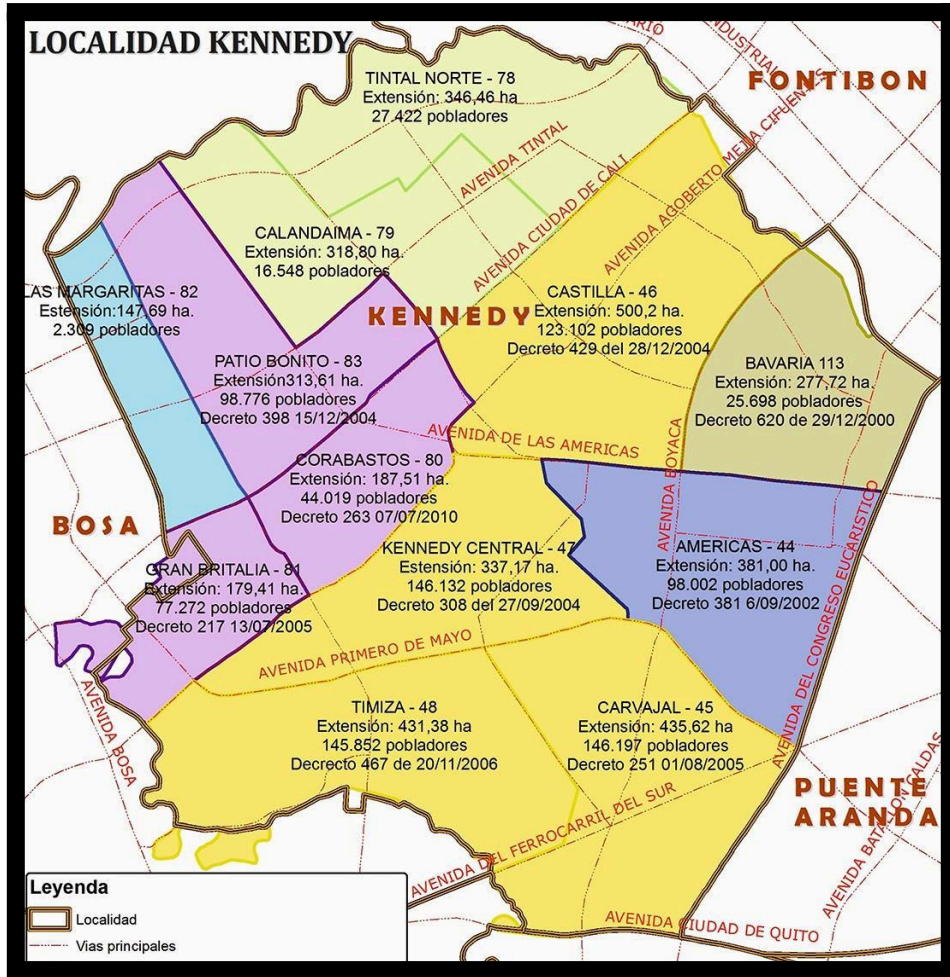 LOCALIDAD KENNEDY
INDUSTRIAL
FONTIBON
TINTAL NORTE - 78
Extensión: 346,46 ha
27.422 pobladores
AVENIDA TINTAL
AVENIDA CIUDAD DE CALI
AVENIDA AGOBERTO MEJIA CIFUENTES
CALANDAIMA - 79
Extensión: 318,80 ha.
16.548 pobladores
LAS MARGARITAS - 82
Estensión:147,69 ha.
2.309 pobladores
KENNEDY
CASTILLA - 46
Extensión: 500,2 ha.
123.102 pobladores
Decreto 429 del 28/12/2004
PATIO BONITO - 83
Extensión313,61 ha.
98.776 pobladores
Decreto 398 15/12/2004
BAVARIA 113
Extensión: 277,72 ha.
25.698 pobladores
Decreto 620 de 29/12/2000
AVENIDA DE LAS AMERICAS
AVENIDA BOYACA
CORABASTOS - 80
Extensión: 187,51 ha.
44.019 pobladores
Decreto 263 07/07/2010
BOSA
KENNEDY CENTRAL - 47
Estensión: 337,17 ha.
146.132 pobladores
Decreto 308 del 27/09/2004
AMERICAS - 44
Extensión: 381,00 ha.
98.002 pobladores
Decreto 381 6/09/2002
GRAN BRITALIA - 81
Extensión: 179,41 ha.
77.272 pobladores
Decreto 217 13/07/2005
AVENIDA DEL CONGRESO EUCARISTICO
AVENIDA PRIMERO DE MAYO
AVENIDA BOSA
TIMIZA - 48
Extensión: 431,38 ha
145.852 pobladores
Decrecto 467 de 20/11/2006
CARVAJAL - 45
Extensión: 435,62 ha
146.197 pobladores
Decreto 251 01/08/2005
PUENTE
ARANDA
AVENIDA BATALLON CALDAS
AVENIDA DEL FERROCARRIL DEL SUR
AVENIDA CIUDAD DE QUITO
Leyenda
Localidad
Vias principales